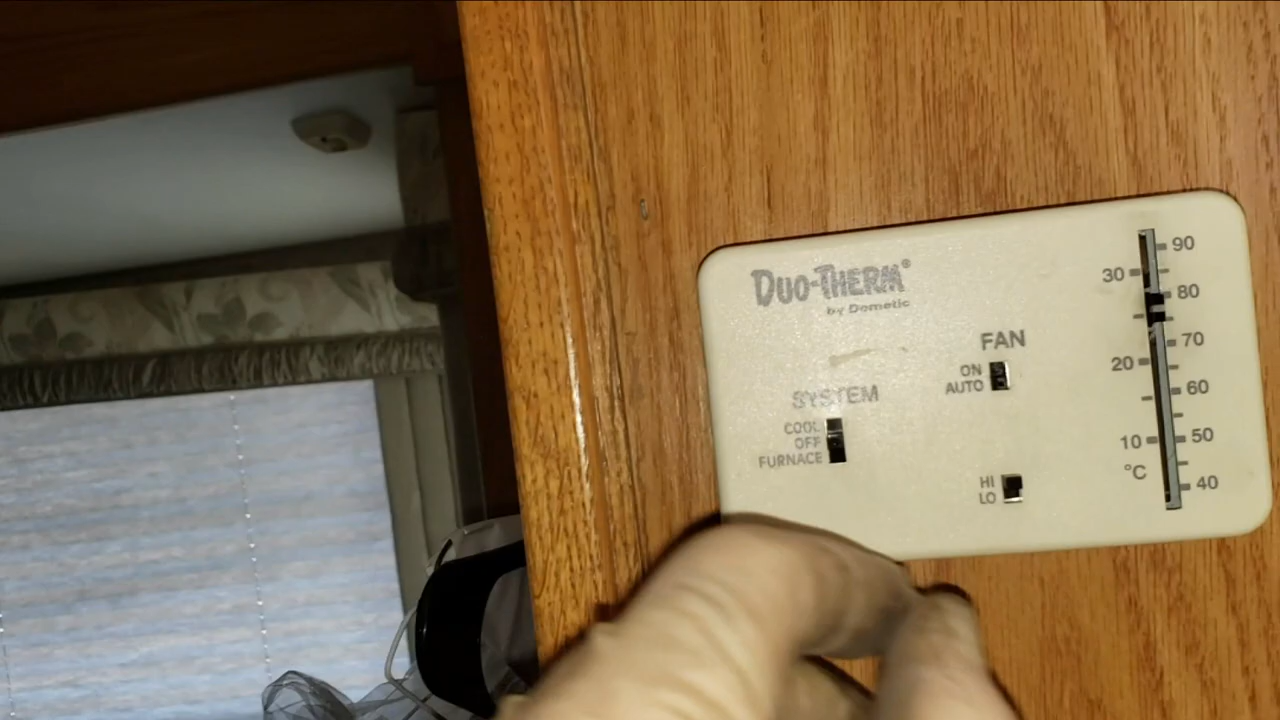 DUO-THERM®
by Dometic
FAN
ON
AUTO
SYSTEM
COOL
OFF
FURNACE
HI
LO
90
30
80
70
20
60
10
50
°C
40